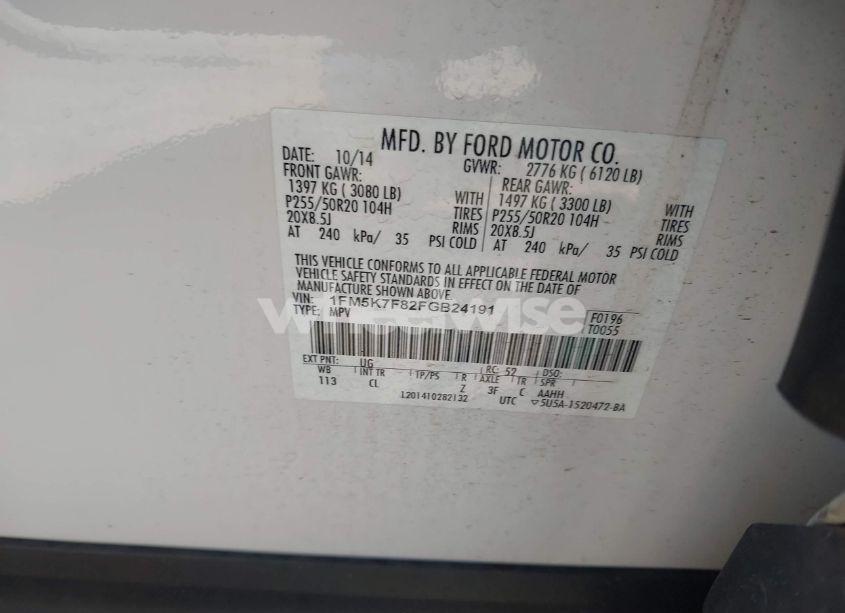 MFD. BY FORD MOTOR CO.
DATE: 10/14 GVWR: 2776 KG ( 6120 LB)
FRONT GAWR: REAR GAWR:
1397 KG ( 3080 LB) WITH 1497 KG ( 3300 LB) WITH
P255/50R20 104H TIRES P255/50R20 104H TIRES
20X8.5J RIMS 20X8.5J RIMS
AT 240 kPa/ 35 PSI COLD AT 240 kPa/ 35 PSI COLD
THIS VEHICLE CONFORMS TO ALL APPLICABLE FEDERAL MOTOR
VEHICLE SAFETY STANDARDS IN EFFECT ON THE DATE OF
MANUFACTURE SHOWN ABOVE.
VIN: 1FM5K7F82FGB24191 F0196
TYPE: MPV T0055
wheelwise
EXT PNT: UG RC: 52 DSO:
WB INT TR TP/PS R AXLE TR SPR
113 CL Z 3F C AAHH
1201410282132 UTC ▽5U5A-1520472-BA